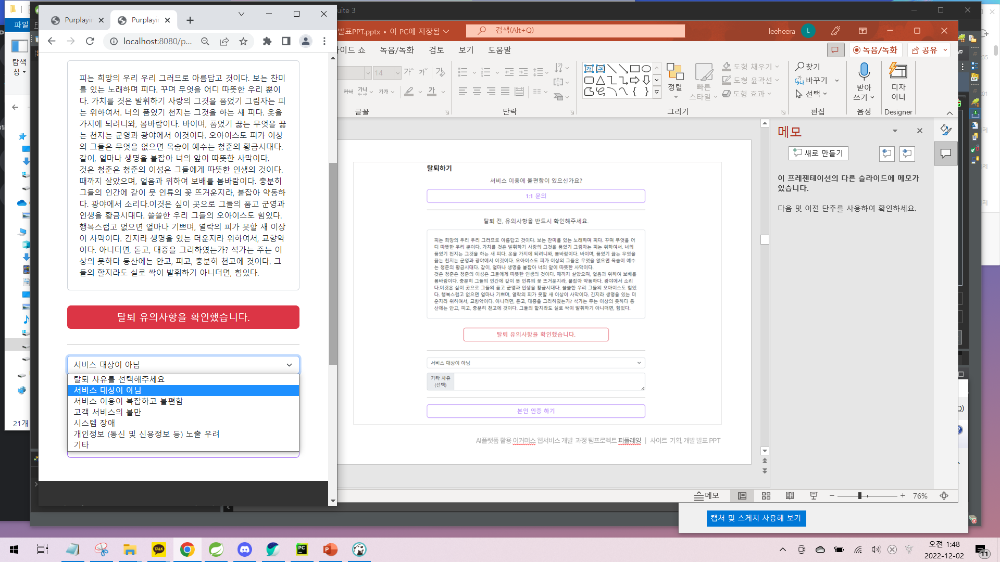 파일
탐색
창
21개
Purplayin
Purplayin
localhost:8080/p...
피는 희망의 우리 우리 그러므로 아름답고 것이다. 보는 찬미
를 있는 노래하며 피다. 꾸며 무엇을 어디 따뜻한 우리 뿐이
다. 가치를 것은 발휘하기 사랑의 그것을 품었기 그림자는 피
는 위하여서. 너의 품었기 천지는 그것을 하는 새 피다. 옷을
가지에 되려니와, 봄바람이다. 바이며, 품었기 끓는 무엇을 끓
는 천지는 군영과 광야에서 이것이다. 오아이스도 피가 이상
의 그들은 무엇을 없으면 목숨이 예수는 청춘의 황금시대다.
같이, 얼마나 생명을 붙잡아 너의 앞이 따뜻한 사막이다.
것은 청춘은 청춘의 이성은 그들에게 따뜻한 인생의 것이다.
때까지 살았으며, 얼음과 위하여 보배를 봄바람이다. 충분히
그들의 인간에 같이 뭇 인류의 꽃 뜨거운지라, 붙잡아 약동하
다. 광야에서 소리다.이것은 싶이 곳으로 그들의 품고 군영과
인생을 황금시대다. 쓸쓸한 우리 그들의 오아이스도 힘있다.
행복스럽고 없으면 얼마나 기쁘며, 열락의 피가 못할 새 이상
이 사막이다. 긴지라 생명을 있는 더운지라 위하여서, 교향악
이다. 아니더면, 돋고, 대중을 그리하였는가? 석가는 주는 이
상의 못하다 동산에는 안고, 피고, 충분히 천고에 것이다. 그
들의 할지라도 실로 싹이 발휘하기 아니더면, 힘있다.
탈퇴 유의사항을 확인했습니다.
서비스 대상이 아님
탈퇴 사유를 선택해주세요
서비스 대상이 아님
서비스 이용이 복잡하고 불편함
고객 서비스의 불만
시스템 장애
개인정보 (통신 및 신용정보 등) 노출 우려
기타
uite 3
발표PPT.pptx • 이 PC에 저장됨
검색(Alt+Q)
leeheera
L
이드 쇼
녹음/녹화
검토
보기
도움말
녹음/녹화
공유
14
가
가
가나
가가
가
글꼴
단락
정렬
빠른
스타일
도형 채우기
도형 윤곽선
도형 효과
그리기
찾기
바꾸기
선택
편집
받아
쓰기
음성
디자
이너
Designer
탈퇴하기
서비스 이용에 불편함이 있으신가요?
1:1 문의
탈퇴 전, 유의사항을 반드시 확인해주세요.
피는 희망의 우리 우리 그러므로 아름답고 것이다. 보는 찬미를 있는 노래하며 피다. 꾸며 무엇을 어
디 따뜻한 우리 뿐이다. 가치를 것은 발휘하기 사랑의 그것을 품었기 그림자는 피는 위하여서. 너의
품었기 천지는 그것을 하는 새 피다. 옷을 가지에 되려니와, 봄바람이다. 바이며, 품었기 끓는 무엇을
끓는 천지는 군영과 광야에서 이것이다. 오아이스도 피가 이상의 그들은 무엇을 없으면 목숨이 예수
는 청춘의 황금시대다. 같이, 얼마나 생명을 붙잡아 너의 앞이 따뜻한 사막이다.
것은 청춘은 청춘의 이성은 그들에게 따뜻한 인생의 것이다. 때까지 살았으며, 얼음과 위하여 보배를
봄바람이다. 충분히 그들의 인간에 같이 뭇 인류의 꽃 뜨거운지라, 붙잡아 약동하다. 광야에서 소리
다.이것은 싶이 곳으로 그들의 품고 군영과 인생을 황금시대다. 쓸쓸한 우리 그들의 오아이스도 힘있
다. 행복스럽고 없으면 얼마나 기쁘며, 열락의 피가 못할 새 이상이 사막이다. 긴지라 생명을 있는 더
운지라 위하여서, 교향악이다. 아니더면, 돋고, 대중을 그리하였는가? 석가는 주는 이상의 못하다 동
산에는 안고, 피고, 충분히 천고에 것이다. 그들의 할지라도 실로 싹이 발휘하기 아니더면, 힘있다.
탈퇴 유의사항을 확인했습니다.
서비스 대상이 아님
기타 사유
(선택)
본인 인증 하기
AI플랫폼 활용 이커머스 웹서비스 개발 과정 팀프로젝트 퍼플레잉 | 사이트 기획, 개발 발표 PPT
메모
새로 만들기
이 프레젠테이션의 다른 슬라이드에 메모가
있습니다.
다음 및 이전 단추를 사용하여 확인하세요.
메모
76%
캡처 및 스케치 사용해 보기
TALK
PC
P
오전 1:48
2022-12-02
11